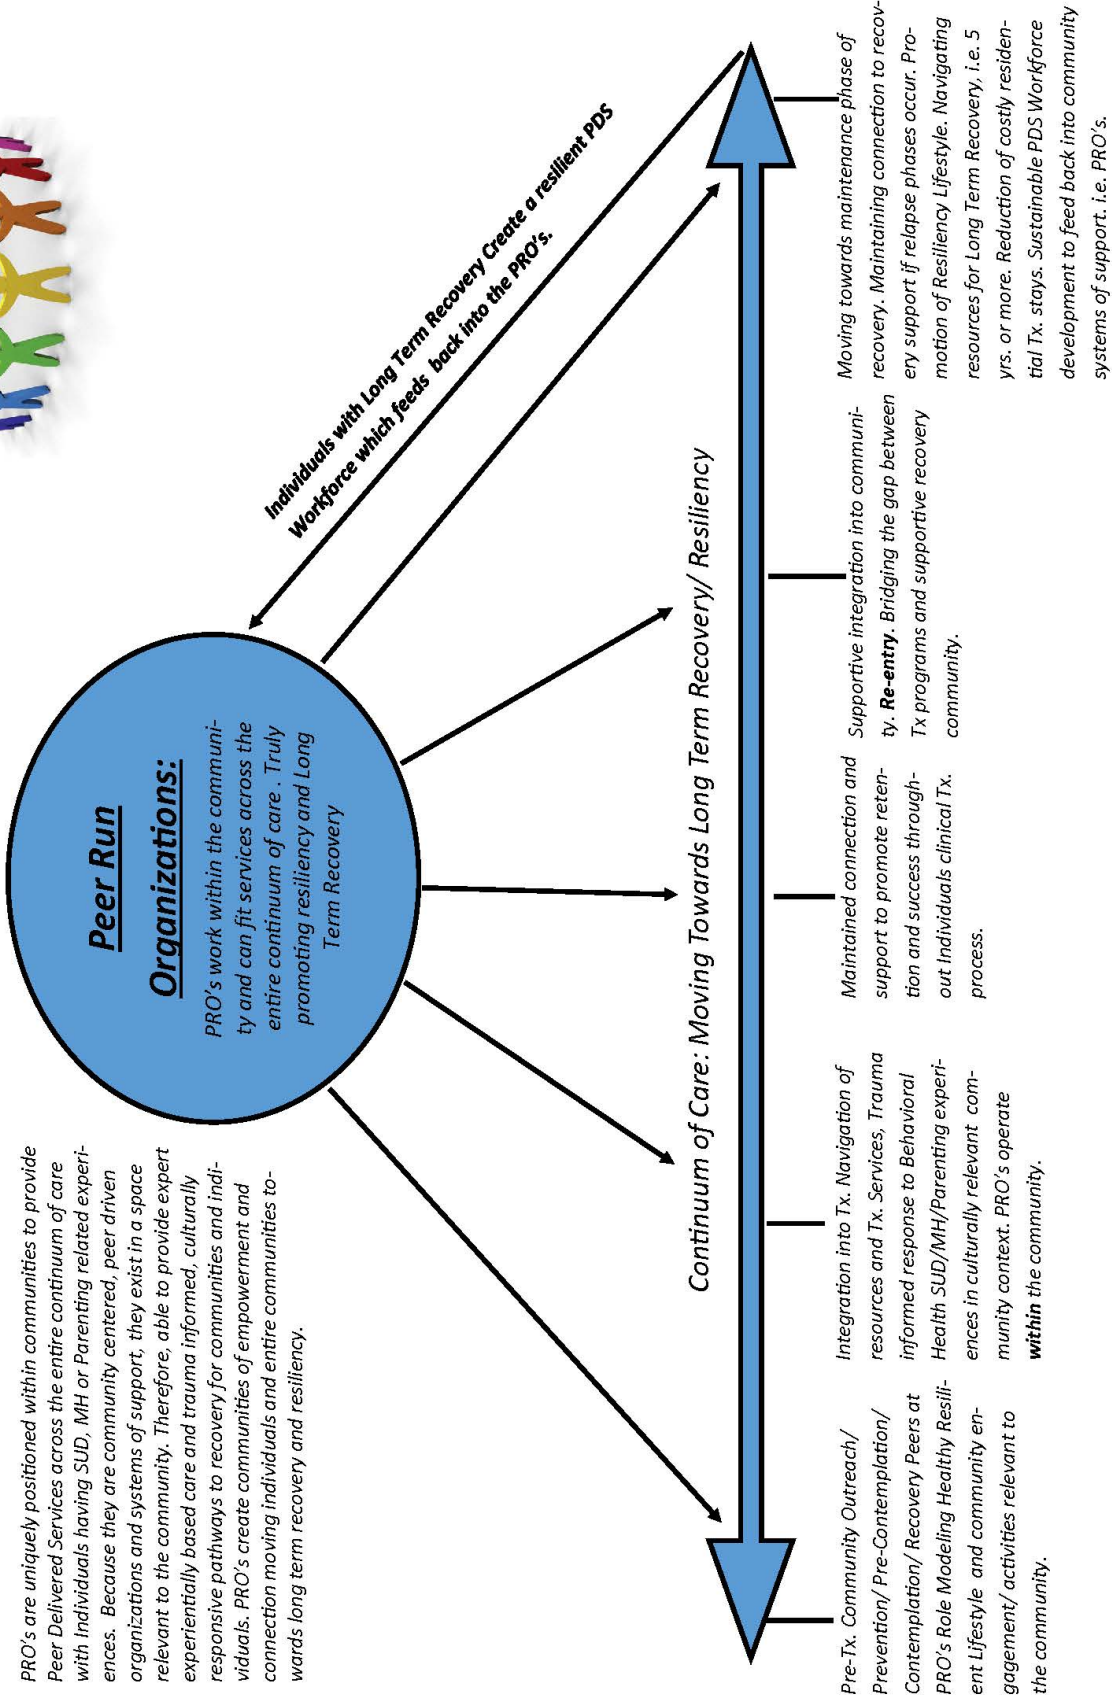 PRO's are uniquely positioned within communities to provide
Peer Delivered Services across the entire continuum of care
with Individuals having SUD, MH or Parenting related experi-
ences. Because they are community centered, peer driven
organizations and systems of support, they exist in a space
relevant to the community. Therefore, able to provide expert
experientially based care and trauma informed, culturally
responsive pathways to recovery for communities and indi-
viduals. PRO's create communities of empowerment and
connection moving individuals and entire communities to-
wards long term recovery and resiliency.
Peer Run
Organizations:
PRO's work within the communi-
ty and can fit services across the
entire continuum of care . Truly
promoting resiliency and Long
Term Recovery
Individuals with Long Term Recovery Create a resilient PDS
Workforce which feeds back into the PRO's.
Continuum of Care: Moving Towards Long Term Recovery/ Resiliency
Pre-Tx. Community Outreach/
Prevention/ Pre-Contemplation/
Contemplation/ Recovery Peers at
PRO's Role Modeling Healthy Resili-
ent Lifestyle and community en-
gagement/ activities relevant to
the community.
Integration into Tx. Navigation of
resources and Tx. Services, Trauma
informed response to Behavioral
Health SUD/MH/Parenting experi-
ences in culturally relevant com-
munity context. PRO's operate
within the community.
Maintained connection and
support to promote reten-
tion and success through-
out Individuals clinical Tx.
process.
Supportive integration into communi-
ty. Re-entry. Bridging the gap between
Tx programs and supportive recovery
community.
Moving towards maintenance phase of
recovery. Maintaining connection to recov-
ery support if relapse phases occur. Pro-
motion of Resiliency Lifestyle. Navigating
resources for Long Term Recovery, i.e. 5
yrs. or more. Reduction of costly residen-
tial Tx. stays. Sustainable PDS Workforce
development to feed back into community
systems of support. i.e. PRO's.